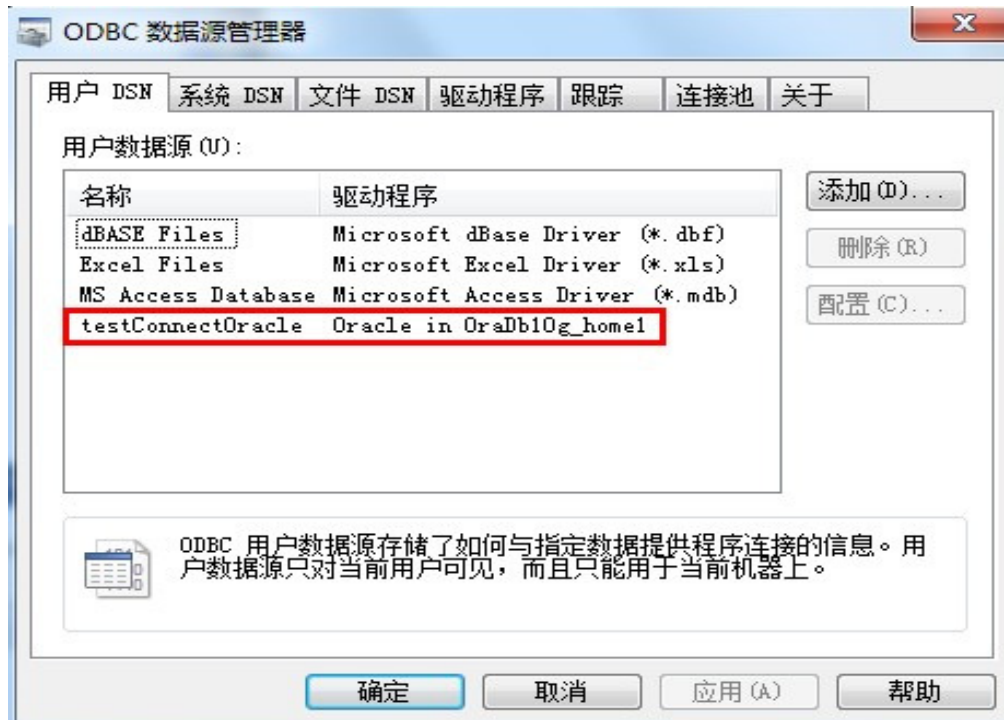 ODBC 数据源管理器
用户 DSN 系统 DSN 文件 DSN 驱动程序 跟踪 连接池 关于
用户数据源(U):
名称 驱动程序
dBASE Files Microsoft dBase Driver (*.dbf)
Excel Files Microsoft Excel Driver (*.xls)
MS Access Database Microsoft Access Driver (*.mdb)
testConnectOracle Oracle in OraDb10g_home1
添加(D)...
删除(R)
配置(C)...
ODBC 用户数据源存储了如何与指定数据提供程序连接的信息。用
户数据源只对当前用户可见，而且只能用于当前机器上。
确定 取消 应用(A) 帮助